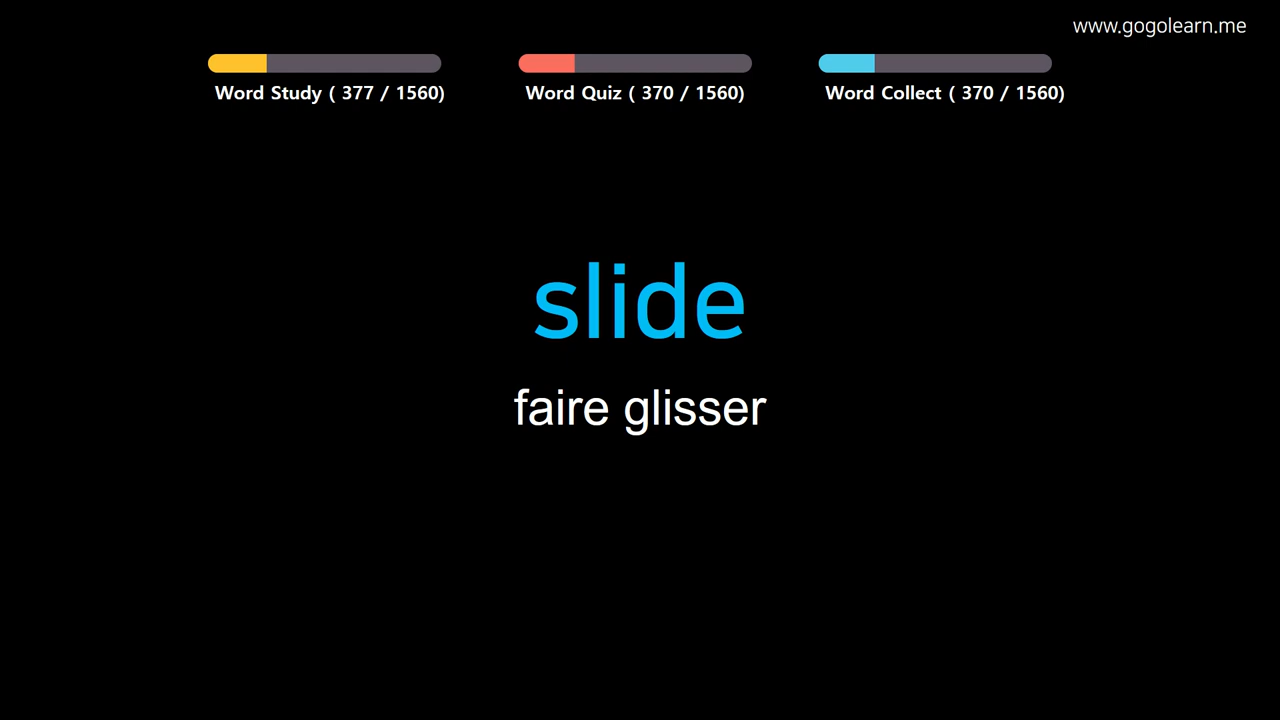 www.gogolearn.me
Word Study ( 377 / 1560)
Word Quiz ( 370 / 1560)
Word Collect ( 370 / 1560)
slide
faire glisser